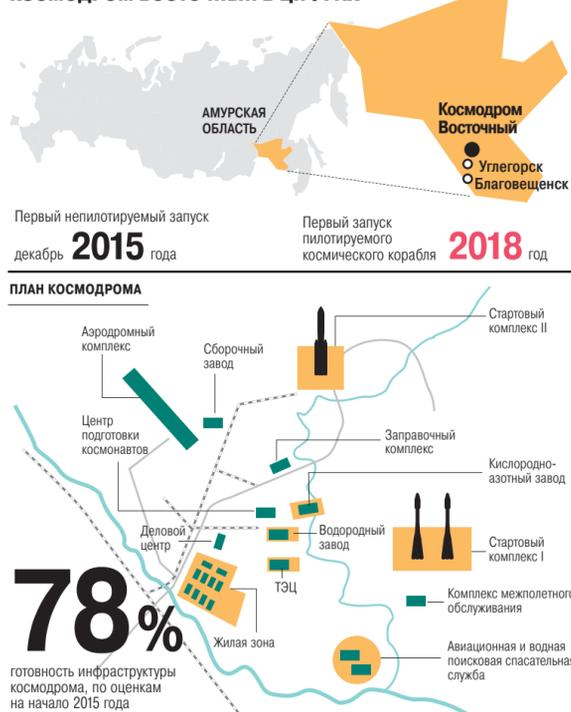 АМУРСКАЯ
ОБЛАСТЬ
Космодром
Восточный
Углегорск
Благовещенск
Первый непилотируемый запуск
декабрь 2015 года
Первый запуск
пилотируемого
космического корабля 2018 год
ПЛАН КОСМОДРОМА
Аэродромный
комплекс
Сборочный
завод
Стартовый
комплекс II
Центр
подготовки
космонавтов
Заправочный
комплекс
Кислородно-
азотный завод
Деловой
центр
Водородный
завод
Стартовый
комплекс I
ТЭЦ
Комплекс межполетного
обслуживания
Жилая зона
Авиационная и водная
поисковая спасательная
служба
78%
готовность инфраструктуры
космодрома, по оценкам
на начало 2015 года